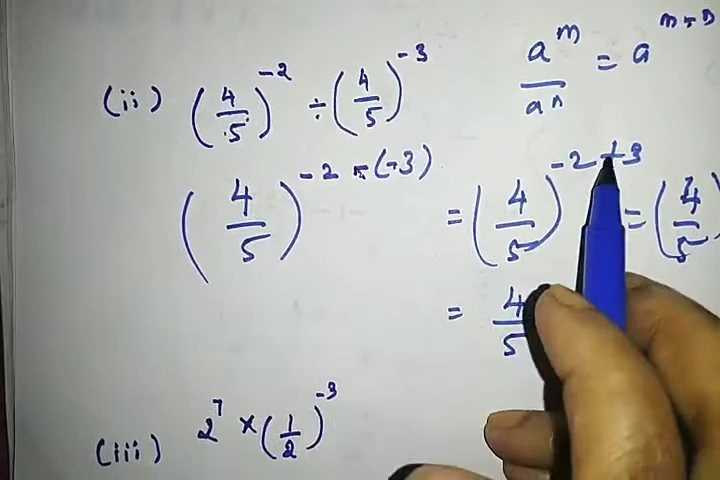 (ii) (4/5)^-2 ÷ (4/5)^-3
a^m/a^n = a^m-n
(4/5)^-2-(-3) = (4/5)^-2+3 = (4/5)
= 4/5
(iii) 2^7 × (1/2)^-3